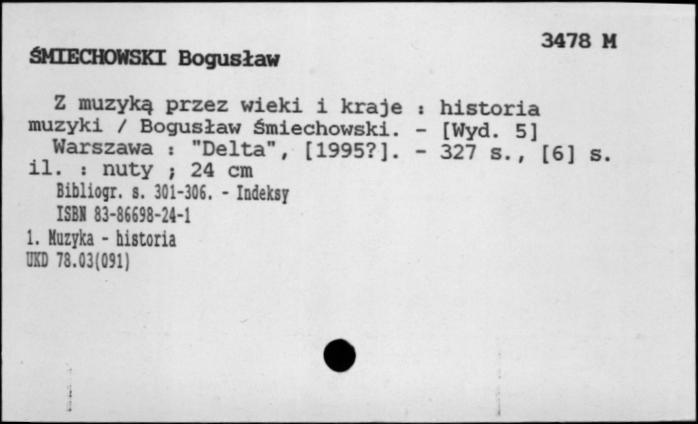 3478 M
ŚMIECHOWSKI Bogusław
Z muzyką przez wieki i kraje : historia
muzyki / Bogusław Śmiechowski. - [Wyd. 5]
Warszawa : "Delta", [1995?]. - 327 s., [6] s.
il. : nuty ; 24 cm
Bibliogr. s. 301-306. - Indeksy
ISBN 83-86698-24-1
1. Muzyka - historia
UKD 78.03(091)